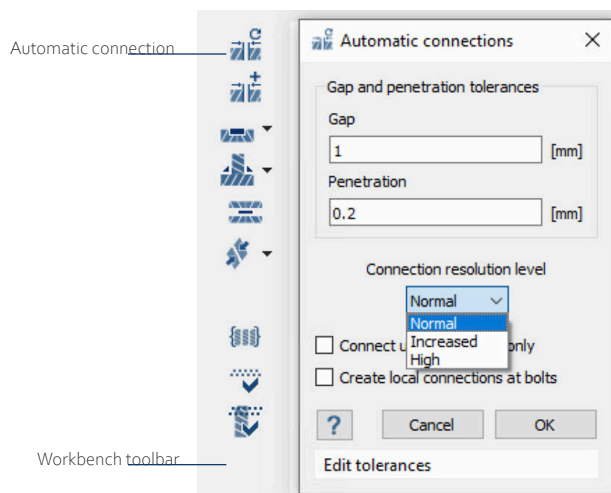 Automatic connection
Automatic connections
Gap and penetration tolerances
Gap
1 [mm]
Penetration
0.2 [mm]
Connection resolution level
Normal
Normal
Increased
High
Connect u only
Create local connections at bolts
? Cancel OK
Workbench toolbar
Edit tolerances